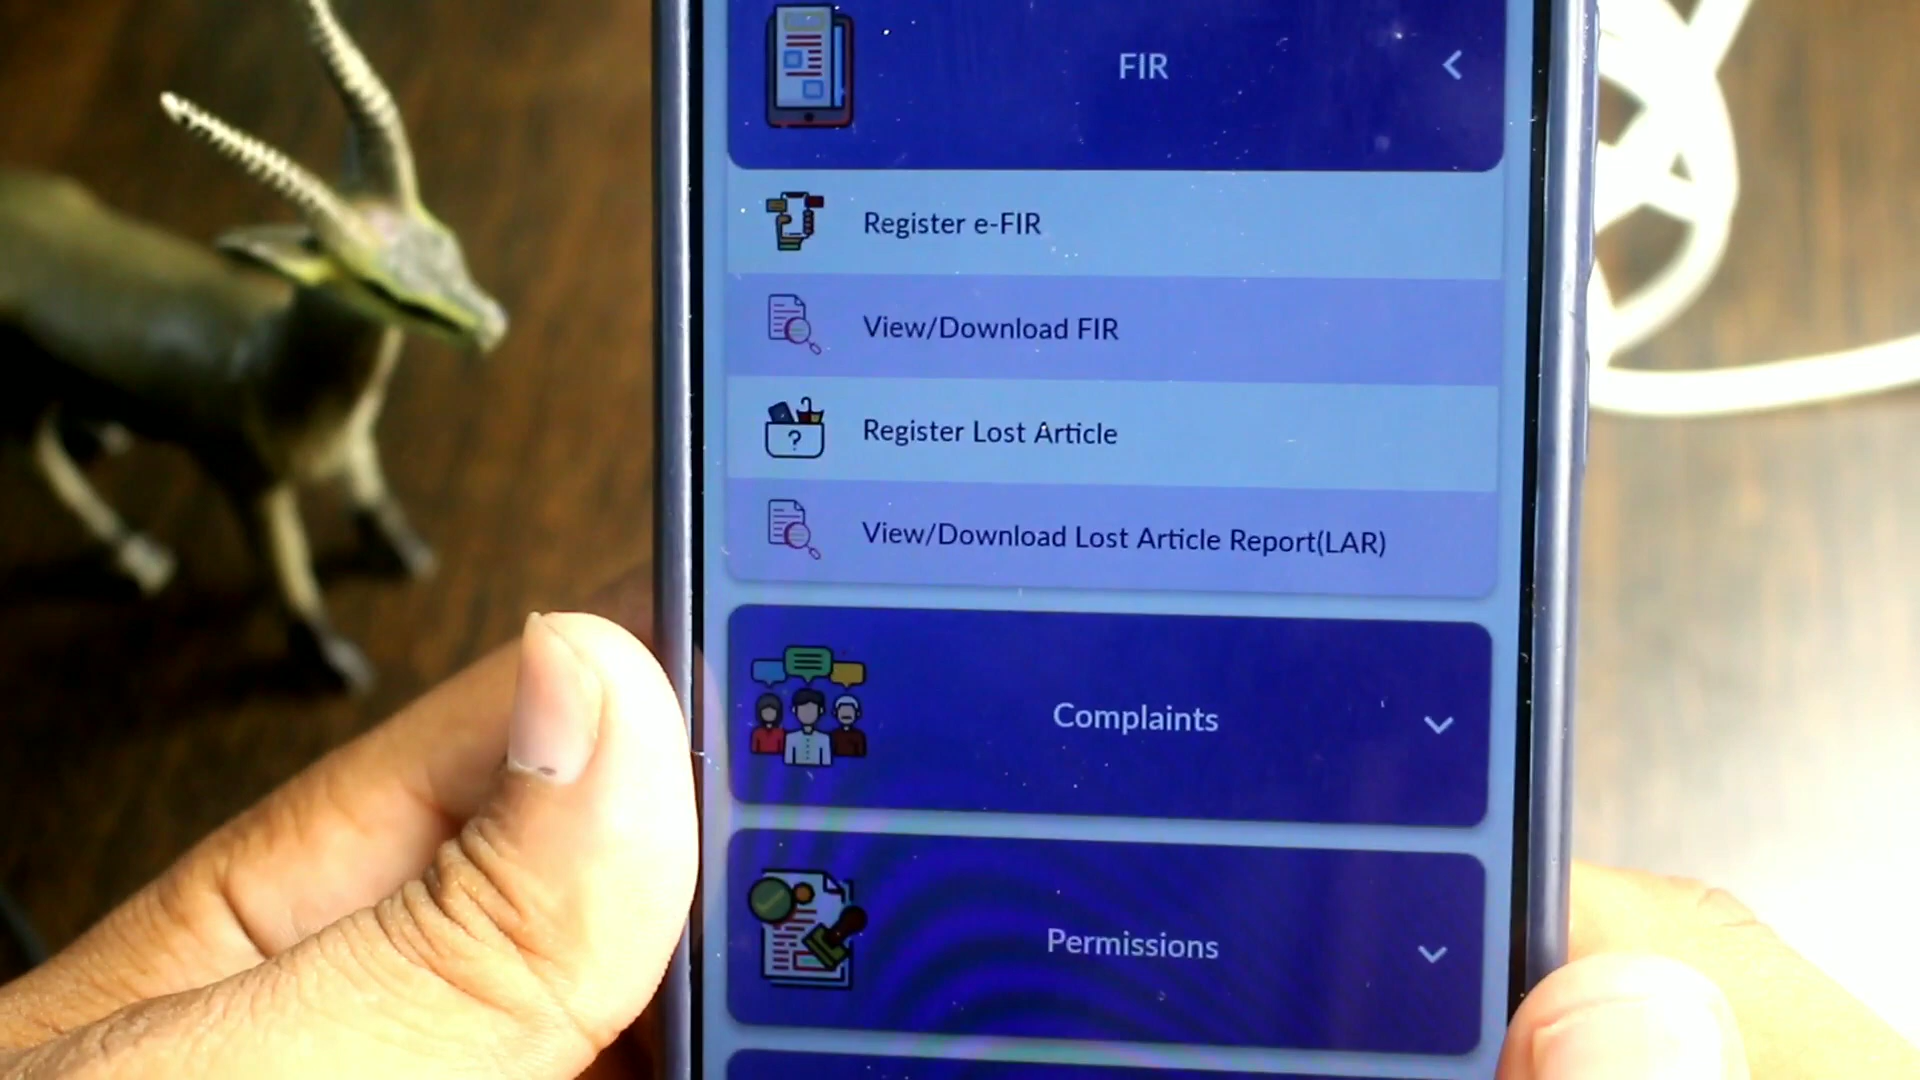 FIR
Register e-FIR
View/Download FIR
Register Lost Article
View/Download Lost Article Report(LAR)
Complaints
Permissions